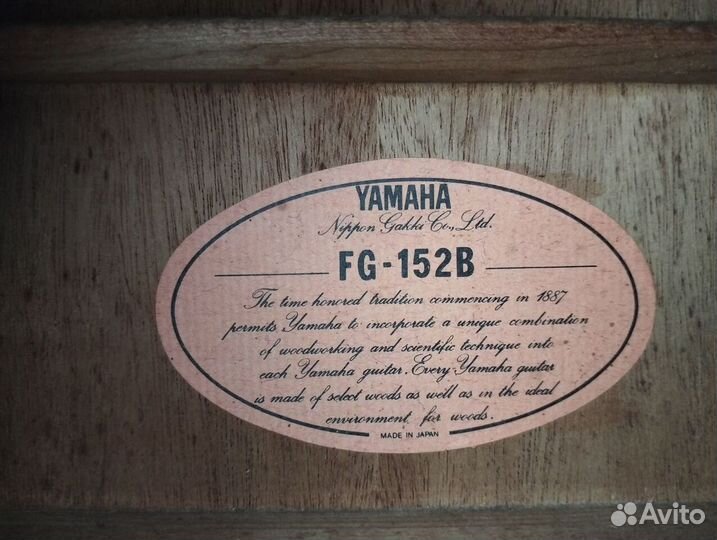 YAMAHA
Nippon Gakki Co., Ltd.
FG-152B
The time honored tradition commencing in 1887
permits Yamaha to incorporate a unique combination
of woodworking and scientific technique into
each Yamaha guitar. Every Yamaha guitar
is made of select woods as well as in the ideal
environment for woods.
MADE IN JAPAN
Avito